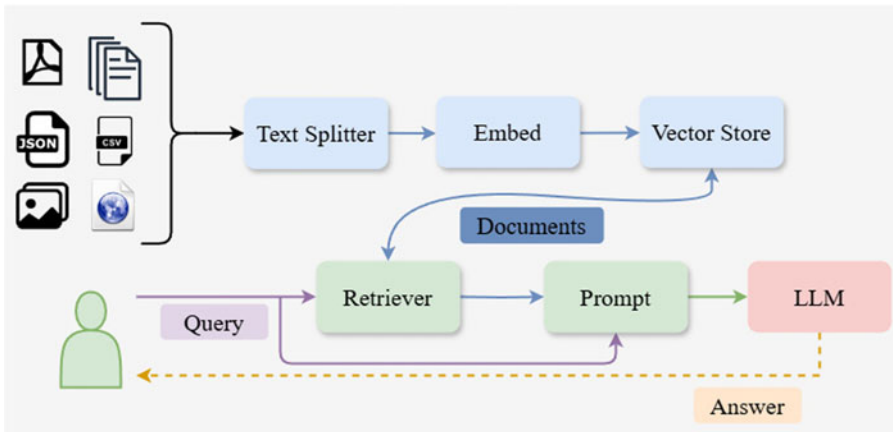 JSON
CSV
Text Splitter
Embed
Vector Store
Documents
Retriever
Prompt
LLM
Query
Answer